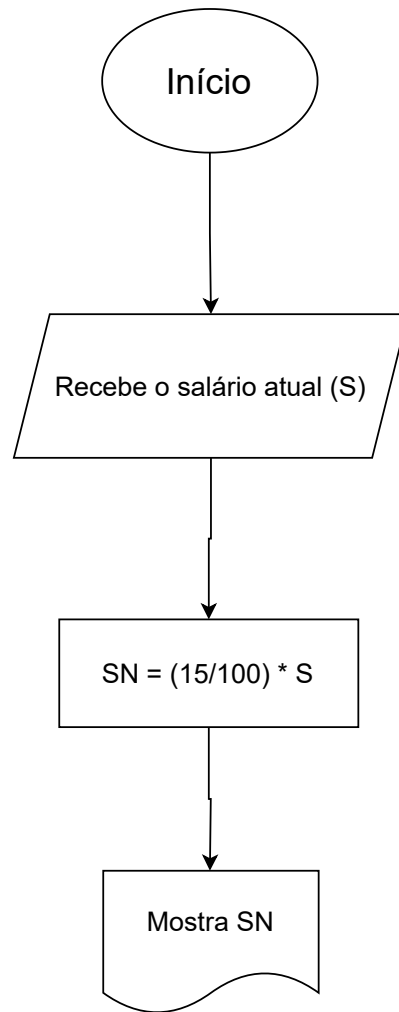 Início
Recebe o salário atual (S)
SN = (15/100) * S
Mostra SN